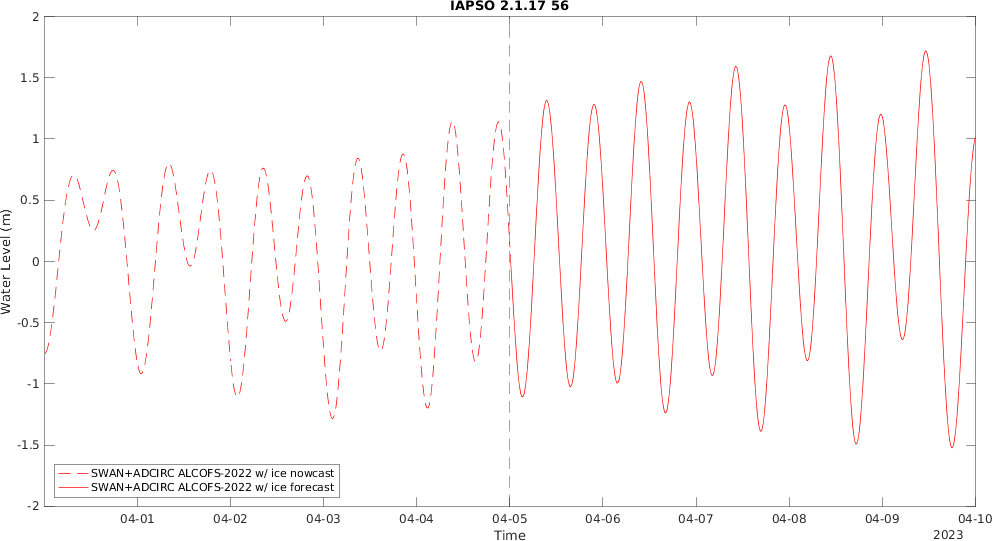 IAPSO 2.1.17 56
2
1.5
1
0.5
0
-0.5
-1
-1.5
-2
Water Level (m)
SWAN+ADCIRC ALCOFS-2022 w/ ice nowcast
SWAN+ADCIRC ALCOFS-2022 w/ ice forecast
04-01 04-02 04-03 04-04 04-05 04-06 04-07 04-08 04-09 04-10
Time
2023